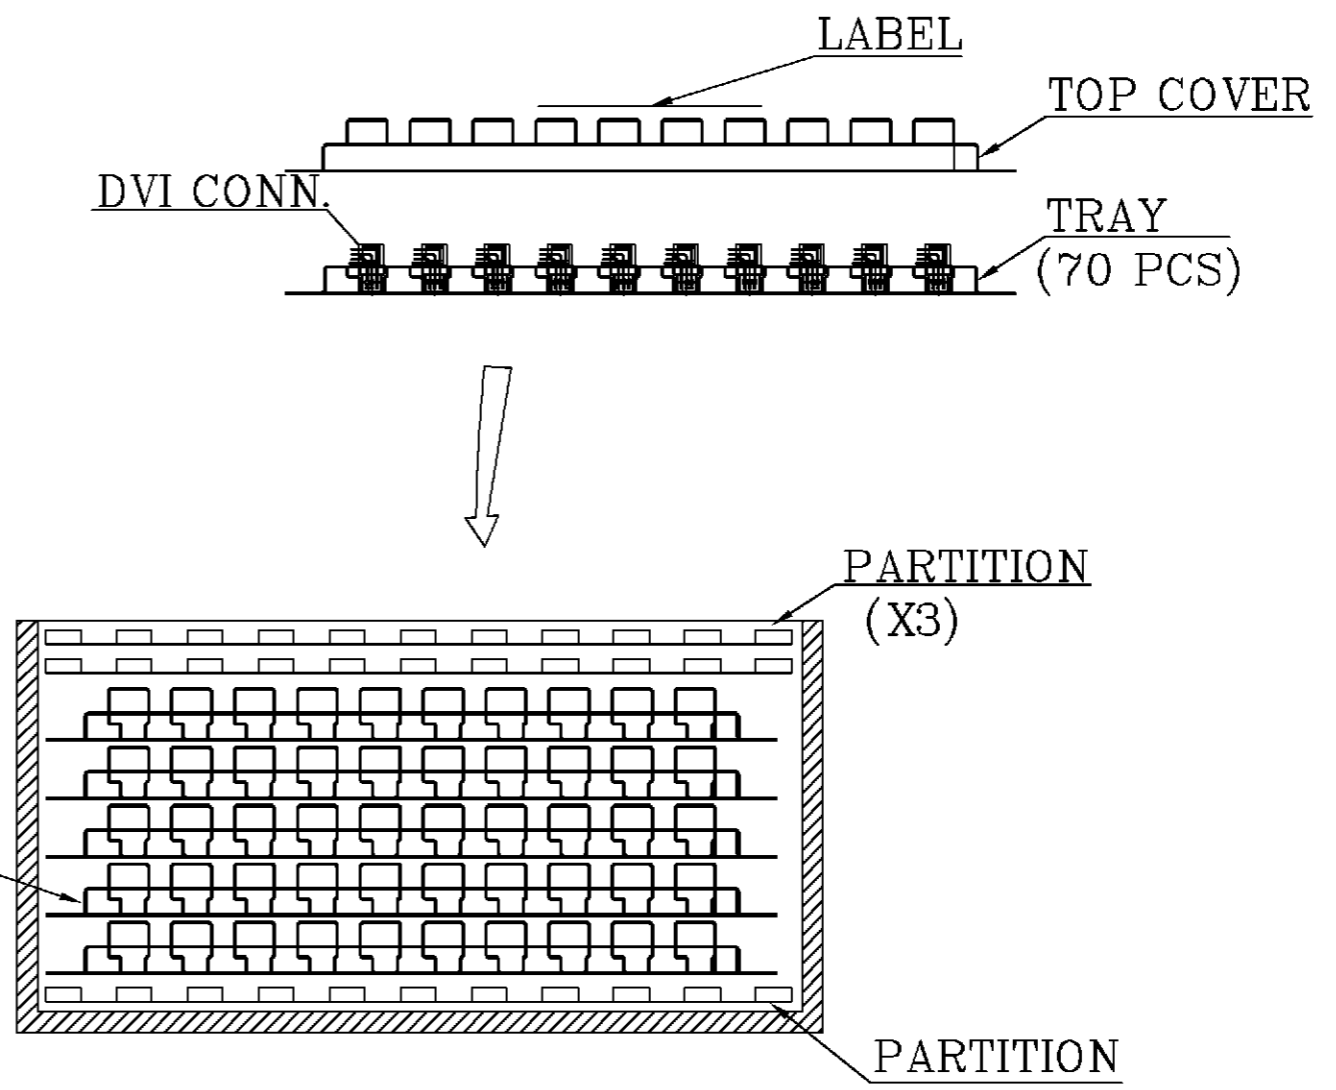 LABEL
TOP COVER
DVI CONN.
TRAY
(70 PCS)
PARTITION
(X3)
PARTITION